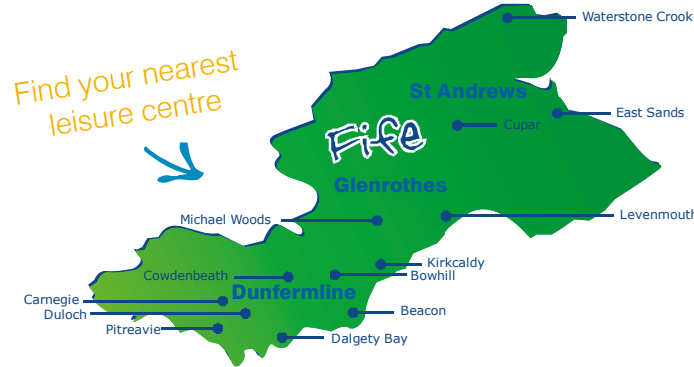 Waterstone Crook
Find your nearest
leisure centre
St Andrews
East Sands
Cupar
Fife
Glenrothes
Michael Woods
Levenmouth
Kirkcaldy
Cowdenbeath
Bowhill
Dunfermline
Carnegie
Duloch
Beacon
Pitreavie
Dalgety Bay